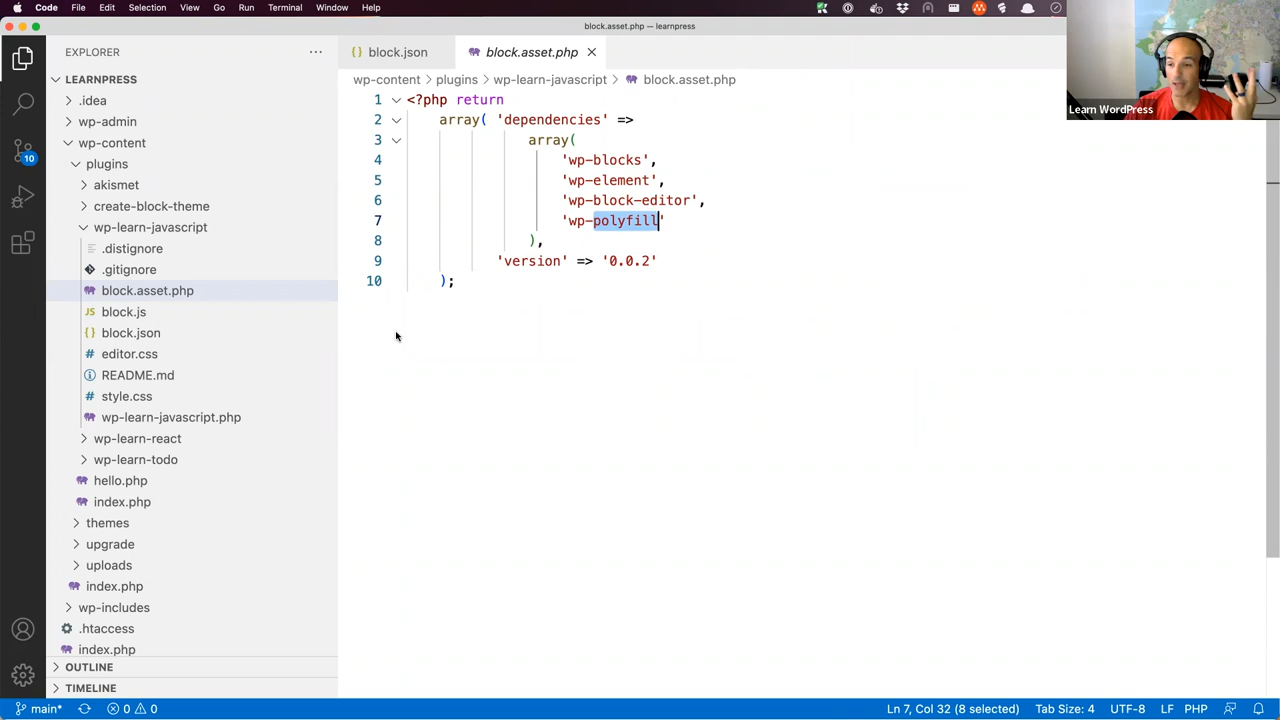 Code File Edit Selection View Go Run Terminal Window Help
block.asset.php — learnpress
EXPLORER
block.json
block.asset.php
wp-content > plugins > wp-learn-javascript > block.asset.php
LEARNPRESS
.idea
wp-admin
wp-content
plugins
akismet
create-block-theme
wp-learn-javascript
.distignore
.gitignore
block.asset.php
block.js
block.json
editor.css
README.md
style.css
wp-learn-javascript.php
wp-learn-react
wp-learn-todo
hello.php
index.php
themes
upgrade
uploads
index.php
wp-includes
.htaccess
index.php
OUTLINE
TIMELINE
10
JS
1 <?php return
2 array( 'dependencies' =>
3 array(
4 'wp-blocks',
5 'wp-element',
6 'wp-block-editor',
7 'wp-polyfill'
8 ),
9 'version' => '0.0.2'
10 );
Learn WordPress
main* 0 0 Ln 7, Col 32 (8 selected) Tab Size: 4 UTF-8 LF PHP